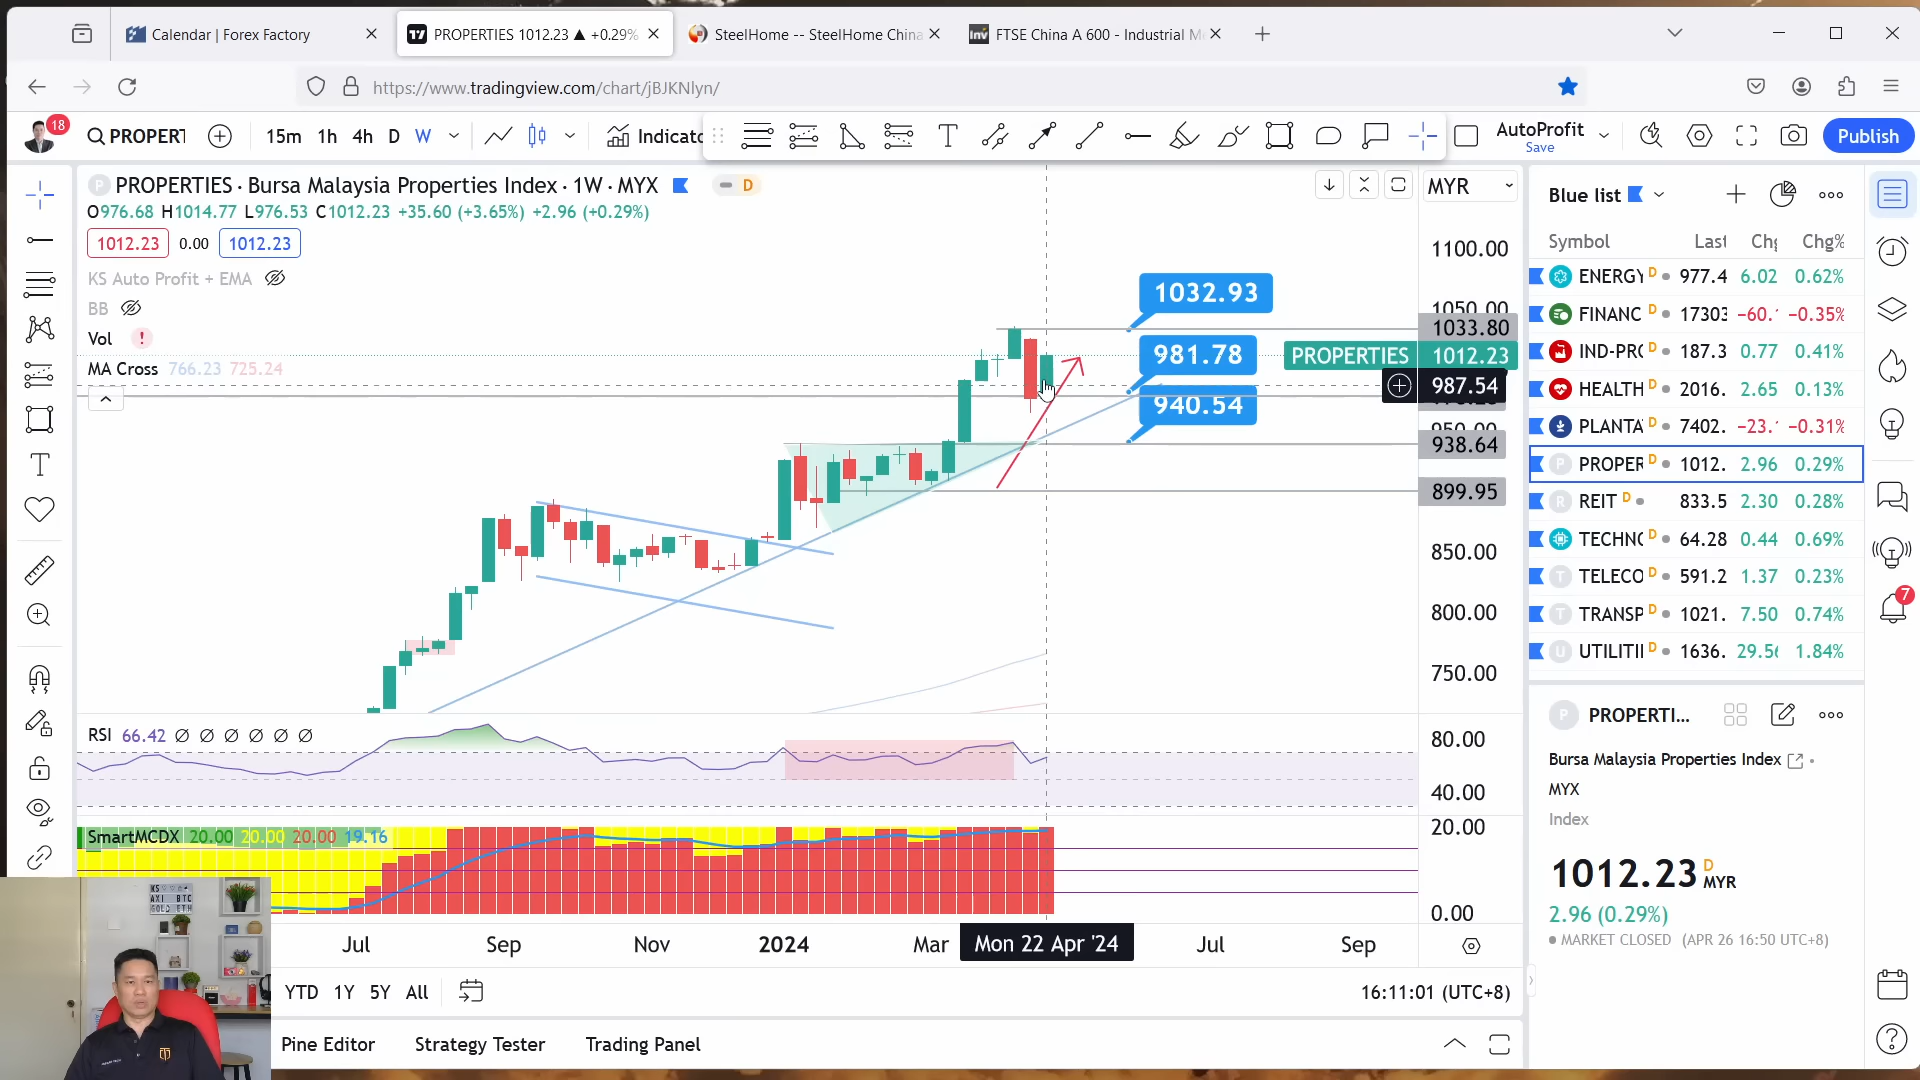 Calendar | Forex Factory
PROPERTIES 1012.23 ▲ +0.29%
SteelHome -- SteelHome China
FTSE China A 600 - Industrial M
https://www.tradingview.com/chart/jBJKNlyn/
18
PROPERT
15m 1h 4h D W
Indicato
AutoProfit
Save
Publish
PROPERTIES · Bursa Malaysia Properties Index · 1W · MYX
D
O976.68 H1014.77 L976.53 C1012.23 +35.60 (+3.65%) +2.96 (+0.29%)
1012.23 0.00 1012.23
KS Auto Profit + EMA
BB
Vol !
MA Cross 766.23 725.24
MYR
1100.00
1050.00
1033.80
PROPERTIES 1012.23
987.54
938.64
899.95
850.00
800.00
750.00
1032.93
981.78
940.54
RSI 66.42 Ø Ø Ø Ø Ø Ø
80.00
40.00
SmartMCDX 20.00 20.00 20.00 19.16
20.00
0.00
Jul Sep Nov 2024 Mar Mon 22 Apr '24 Jul Sep
YTD 1Y 5Y All
16:11:01 (UTC+8)
Pine Editor Strategy Tester Trading Panel
Blue list
Symbol Last Chg Chg%
ENERGY D 977.4 6.02 0.62%
FINANC D 17303 −60. −0.35%
IND-PRO D 187.3 0.77 0.41%
HEALTH D 2016. 2.65 0.13%
PLANTA D 7402. −23. −0.31%
P PROPER D 1012. 2.96 0.29%
R REIT D 833.5 2.30 0.28%
TECHNO D 64.28 0.44 0.69%
T TELECO D 591.2 1.37 0.23%
T TRANSP D 1021. 7.50 0.74%
U UTILITII D 1636. 29.56 1.84%
P PROPERTI...
Bursa Malaysia Properties Index
MYX
Index
1012.23 D MYR
2.96 (0.29%)
MARKET CLOSED (APR 26 16:50 UTC+8)
7
KS
AXI BTC
GOLD ETH